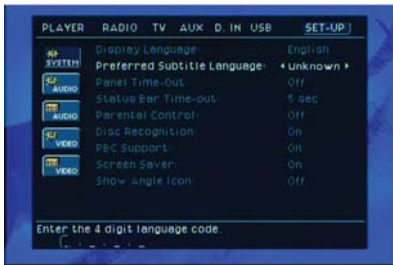 PLAYER RADIO TV AUX D. IN USB SET-UP
SYSTEM
AUDIO
AUDIO
VIDEO
VIDEO
Display Language: English
Preferred Subtitle Language: Unknown
Panel Time-Out: Off
Status Bar Time-out: 5 sec
Parental Control: Off
Disc Recognition: On
PBC Support: On
Screen Saver: On
Show Angle Icon: Off
Enter the 4 digit language code.